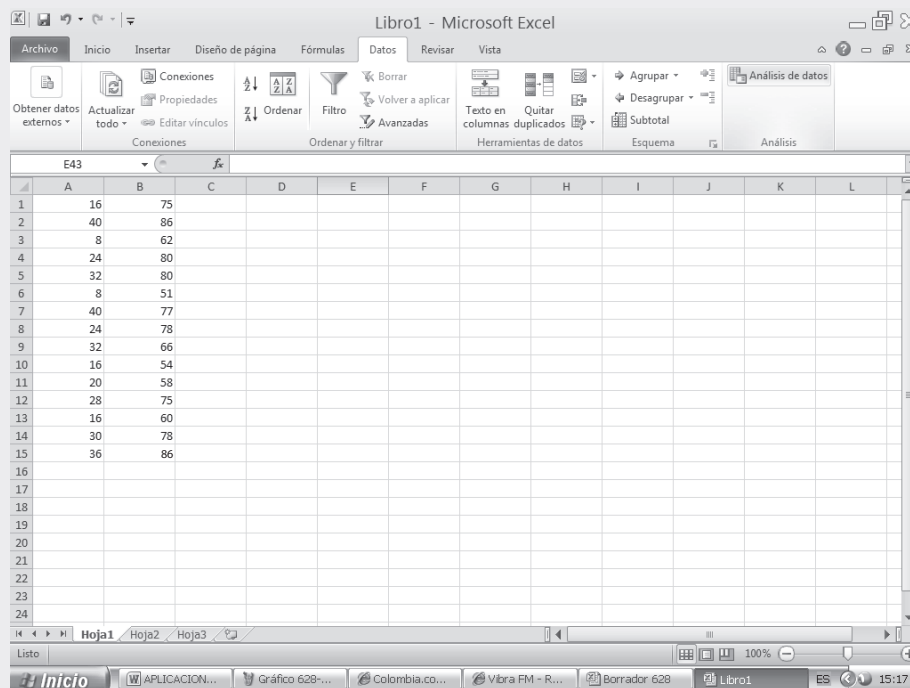 Libro1 - Microsoft Excel
Archivo Inicio Insertar Diseño de página Fórmulas Datos Revisar Vista
Obtener datos externos
Actualizar todo
Conexiones
Propiedades
Editar vínculos
Conexiones
Ordenar
Filtro
Borrar
Volver a aplicar
Avanzadas
Ordenar y filtrar
Texto en columnas
Quitar duplicados
Herramientas de datos
Agrupar
Desagrupar
Subtotal
Esquema
Análisis de datos
Análisis
E43 fx
A B C D E F G H I J K L
1 16 75
2 40 86
3 8 62
4 24 80
5 32 80
6 8 51
7 40 77
8 24 78
9 32 66
10 16 54
11 20 58
12 28 75
13 16 60
14 30 78
15 36 86
16
17
18
19
20
21
22
23
24
Hoja1 Hoja2 Hoja3
Listo 100%
Inicio APLICACION... Gráfico 628-... Colombia.co... Vibra FM - R... Borrador 628 Libro1 ES 15:17